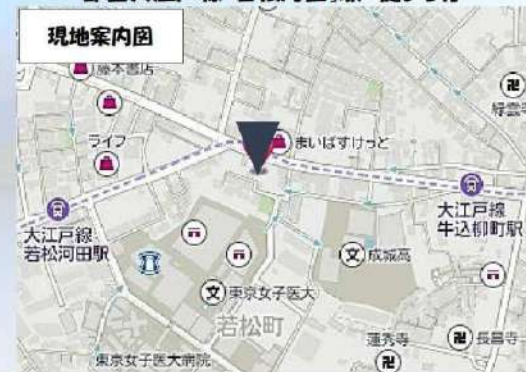 現地案内図
藤本書店
ライフ
まいばすけっと
緑雲寺
大江戸線
若松河田駅
大江戸線
牛込柳町駅
成城高
東京女子医大
若松町
東京女子医大病院
蓮秀寺
長昌寺